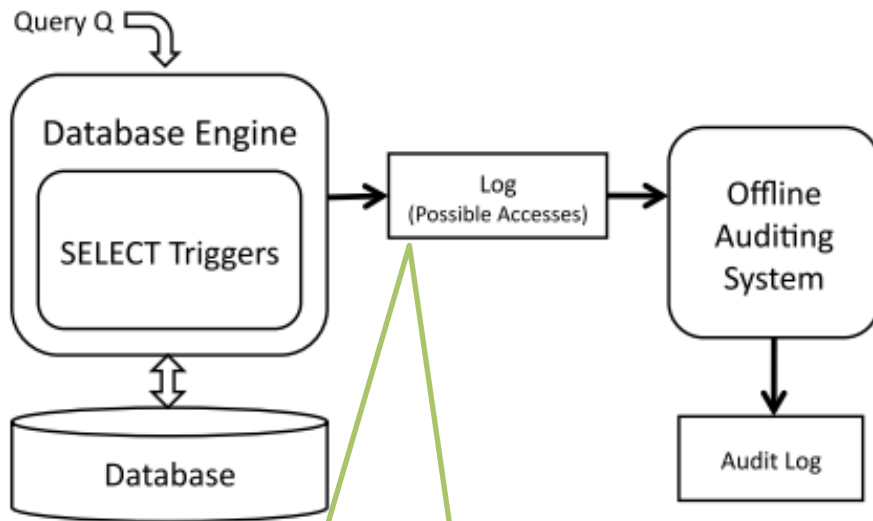 Query Q
Database Engine
SELECT Triggers
Database
Log
(Possible Accesses)
Offline
Auditing
System
Audit Log